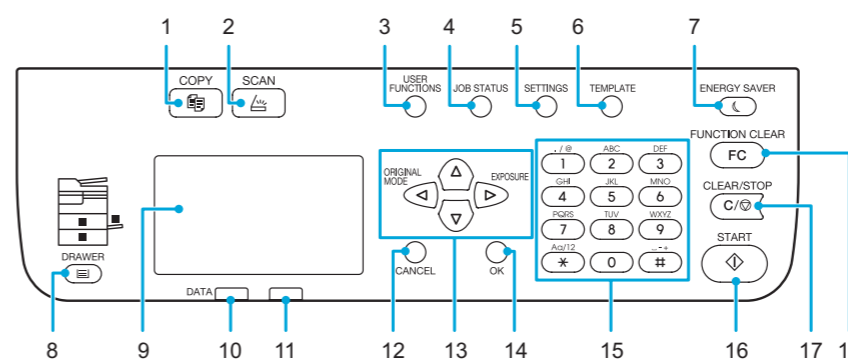 1 2 3 4 5 6 7
COPY SCAN
USER
FUNCTIONS JOB STATUS SETTINGS TEMPLATE ENERGY SAVER
FUNCTION CLEAR
FC
ORIGINAL
MODE EXPOSURE
. / @ ABC DEF
1 2 3
GHI JKL MNO
4 5 6
PQRS TUV WXYZ
7 8 9
Aα/12 _ - +
* 0 #
CLEAR/STOP
C/
START
DRAWER
CANCEL OK
DATA
8 9 10 11 12 13 14 15 16 17